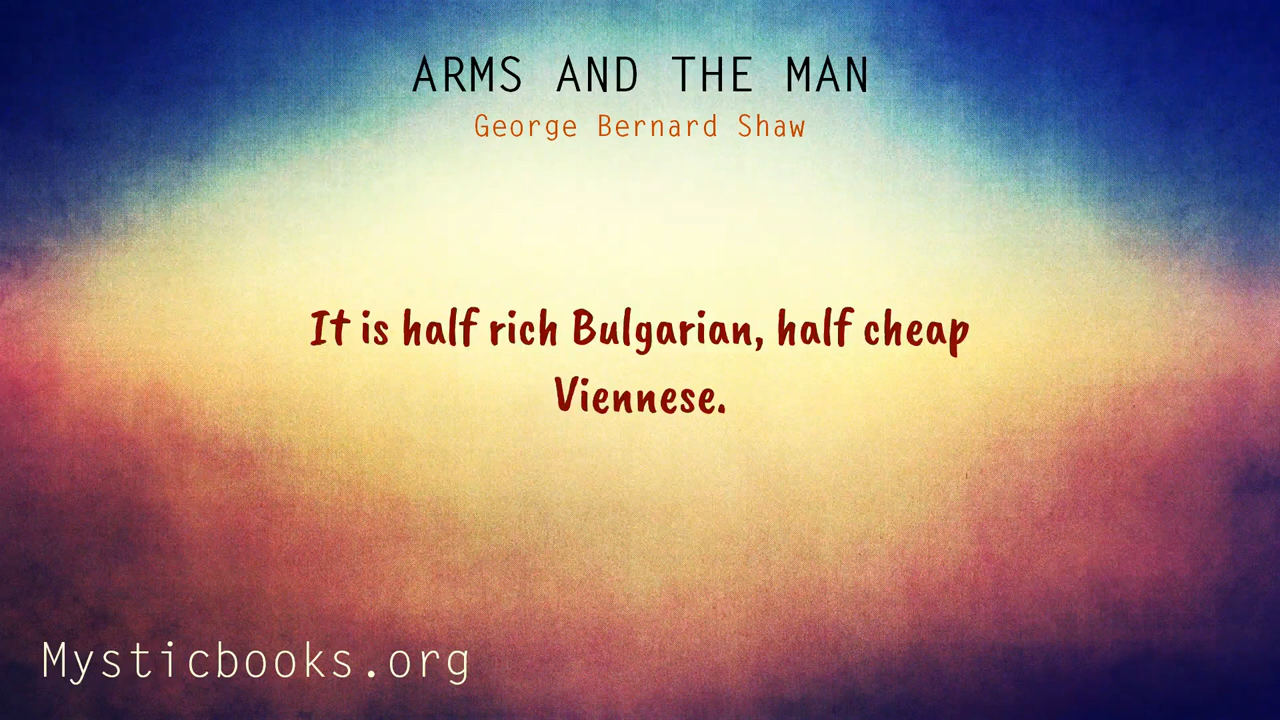 ARMS AND THE MAN
George Bernard Shaw
It is half rich Bulgarian, half cheap
Viennese.
Mysticbooks.org